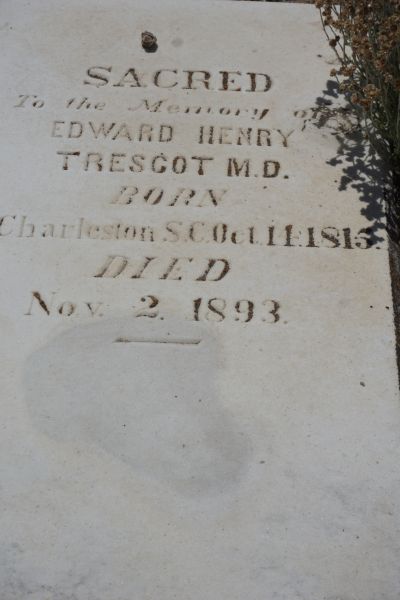 SACRED
To the Memory of
EDWARD HENRY
TRESCOT M.D.
BORN
Charleston S.C. Oct 11. 1815.
DIED
Nov. 2. 1893.